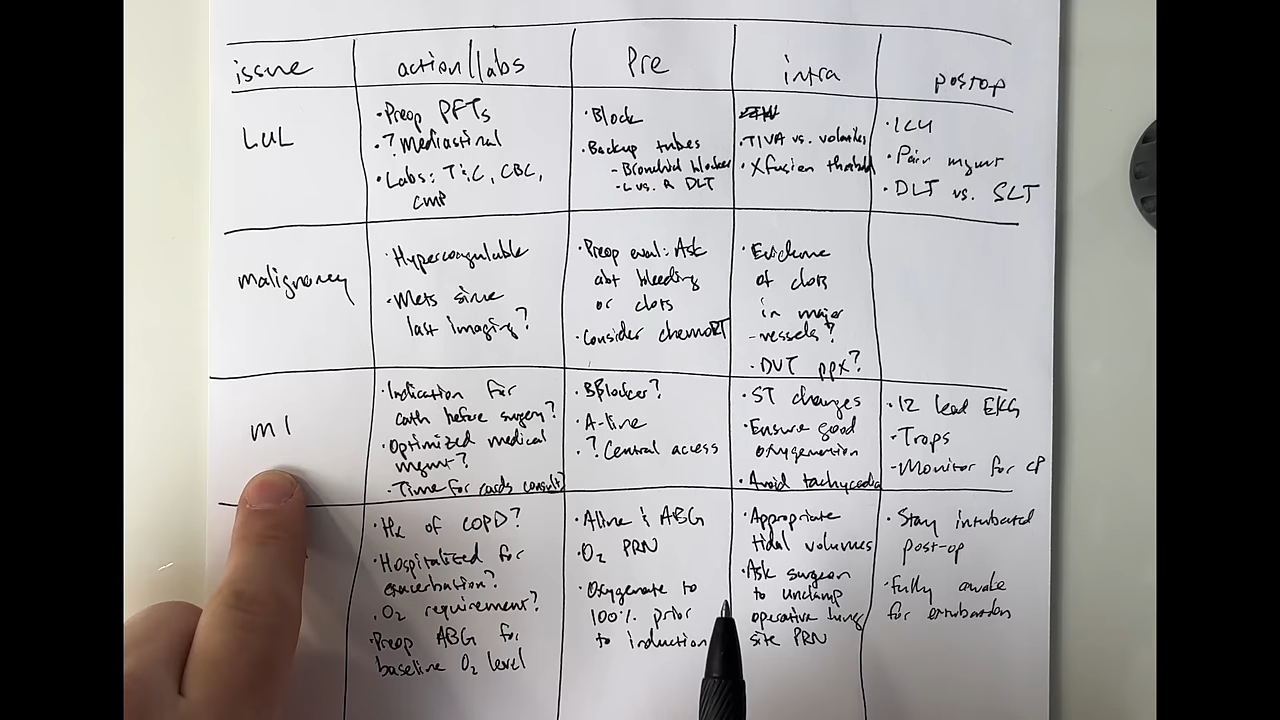 issue
action/labs
Pre
intra
postop
LUL
• Preop PFTs
• ? Mediastinal
• Labs: T&C, CBC,
CMP
• Block
• Backup tubes
- Bronchial blocker
- L vs. R DLT
• TIVA vs. volatiles
• Xfusion threshold
• ICU
• Pain mgmt
• DLT vs. SLT
malignancy
• Hypercoagulable
• Mets since
last imaging?
• Preop eval: Ask
abt bleeding
or clots
• Consider chemoRT
• Evidence
of clots
in major
vessels?
• DVT ppx?
MI
• Indication for
cath before surgery?
• Optimized medical
mgmt?
• Time for cards consult?
• BBlocker?
• A-line
• ? Central access
• ST changes
• Ensure good
oxygenation
• Avoid tachycardia
• 12 lead EKG
• Trops
- Monitor for CP
• Hx of COPD?
• Hospitalized for
exacerbation?
• O2 requirement?
• Preop ABG for
baseline O2 level
• Aline & ABG
• O2 PRN
• Oxygenate to
100% prior
to induction
• Appropriate
tidal volumes
• Ask surgeon
to unclamp
operative lung
site PRN
• Stay intubated
post-op
• fully awake
for extubation